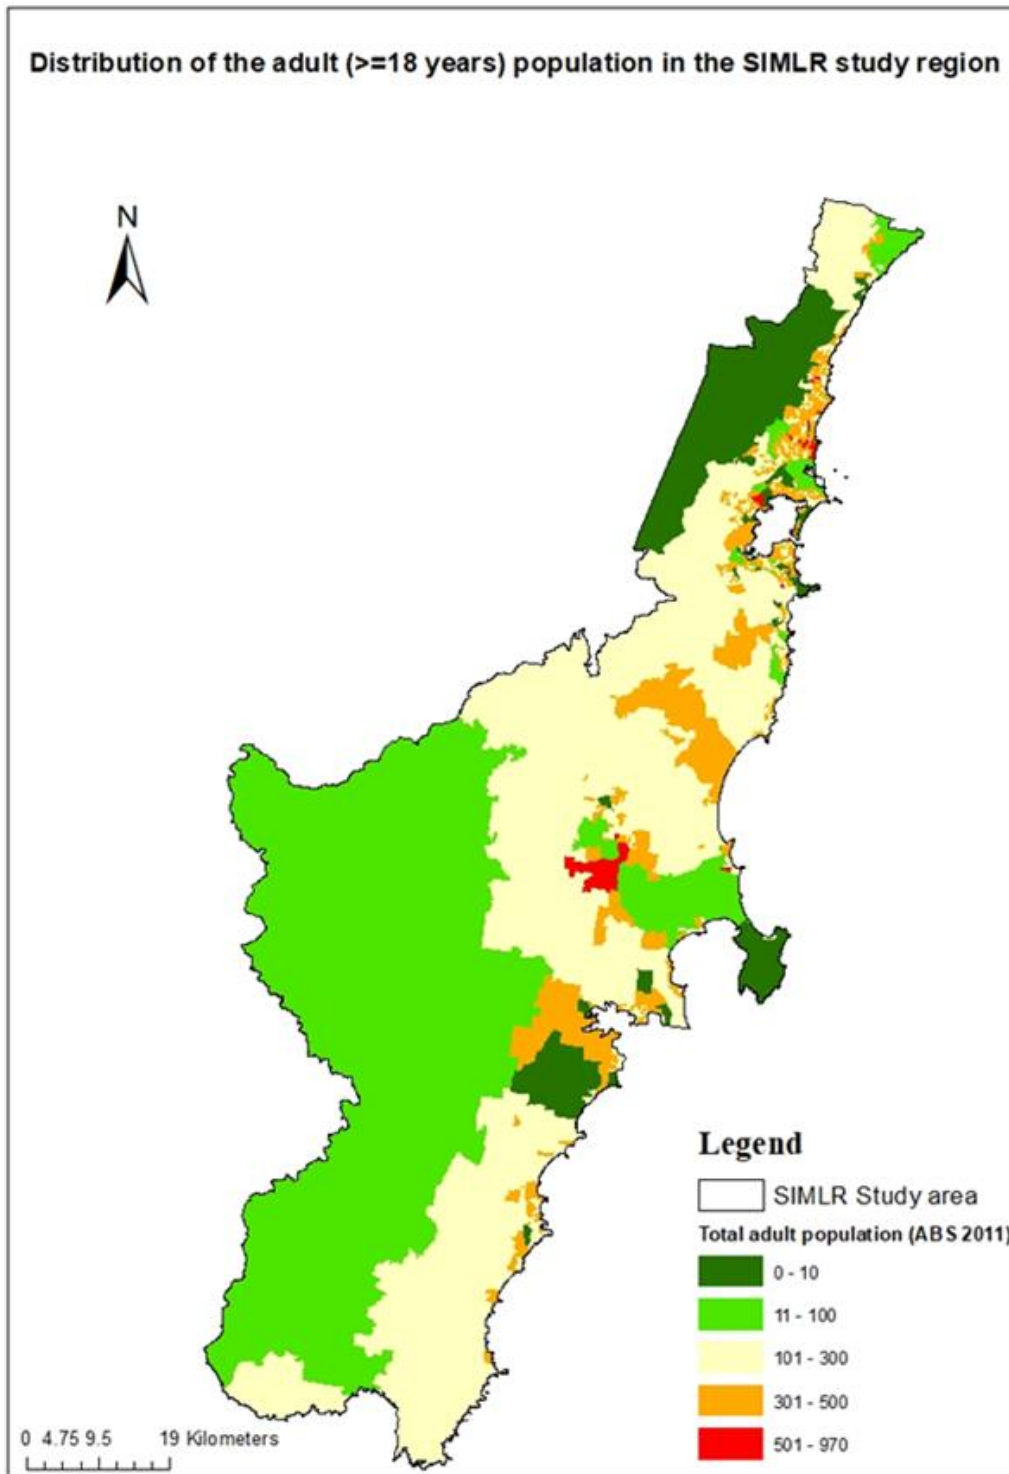 Distribution of the adult (>=18 years) population in the SIMLR study region
N
Legend
SIMLR Study area
Total adult population (ABS 2011)
0 - 10
11 - 100
101 - 300
301 - 500
501 - 970
0 4.75 9.5 19 Kilometers